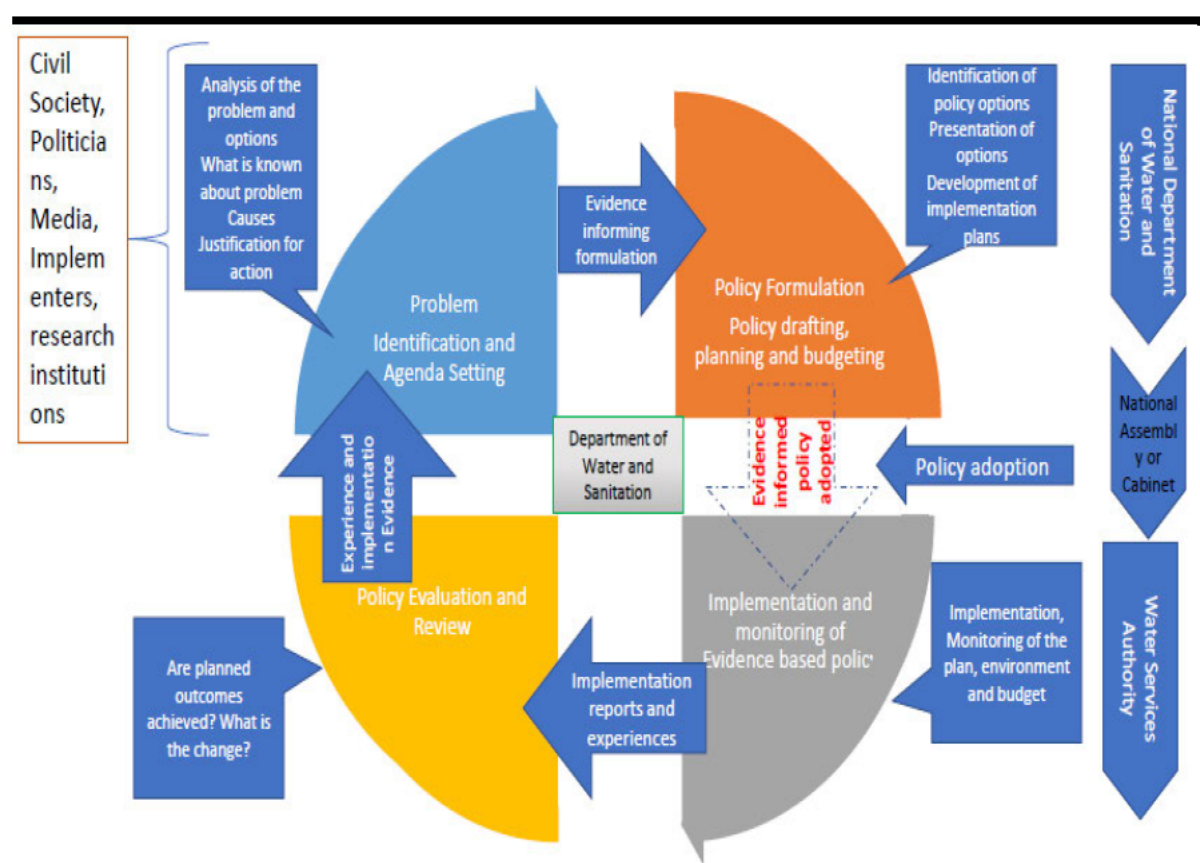 Civil
Society,
Politicia
ns,
Media,
Implem
enters,
research
instituti
ons
Analysis of the
problem and
options
What is known
about problem
Causes
Justification for
action
Problem
Identification and
Agenda Setting
Evidence
informing
formulation
Policy Formulation
Policy drafting,
planning and budgeting
Identification of
policy options
Presentation of
options
Development of
implementation
plans
National Department
of Water and
Sanitation
Experience and
implementatio
n Evidence
Department of
Water and
Sanitation
Evidence
informed
policy
adopted
Policy adoption
National
Assembl
y or
Cabinet
Policy Evaluation and
Review
Implementation and
monitoring of
Evidence based polic
Implementation,
Monitoring of the
plan, environment
and budget
Water Services
Authority
Are planned
outcomes
achieved? What is
the change?
Implementation
reports and
experiences